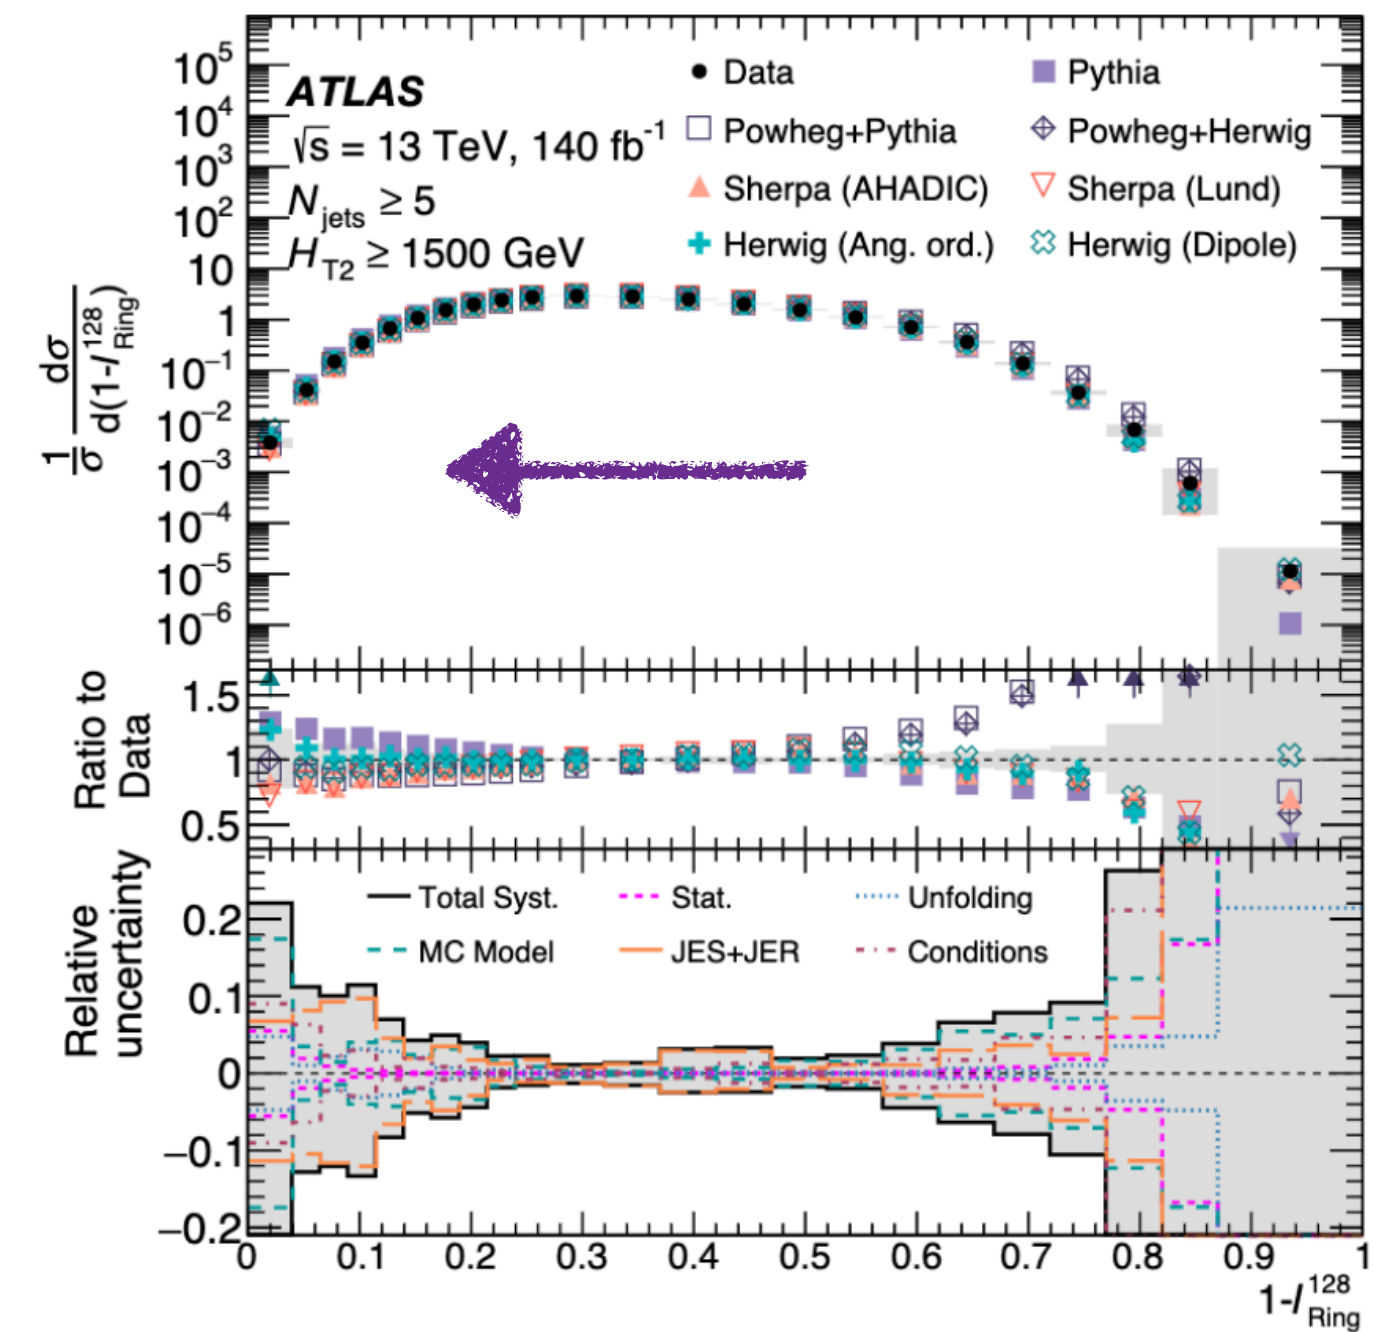 ATLAS
√s = 13 TeV, 140 fb⁻¹
N_jets ≥ 5
H_T2 ≥ 1500 GeV
Data
Pythia
Powheg+Pythia
Powheg+Herwig
Sherpa (AHADIC)
Sherpa (Lund)
Herwig (Ang. ord.)
Herwig (Dipole)
1/σ dσ/d(1-I_Ring^128)
10⁵
10⁴
10³
10²
10
1
10⁻¹
10⁻²
10⁻³
10⁻⁴
10⁻⁵
10⁻⁶
Ratio to
Data
1.5
1
0.5
Relative
uncertainty
Total Syst.
Stat.
Unfolding
MC Model
JES+JER
Conditions
0.2
0.1
0
−0.1
−0.2
0 0.1 0.2 0.3 0.4 0.5 0.6 0.7 0.8 0.9 1
1-I_Ring^128